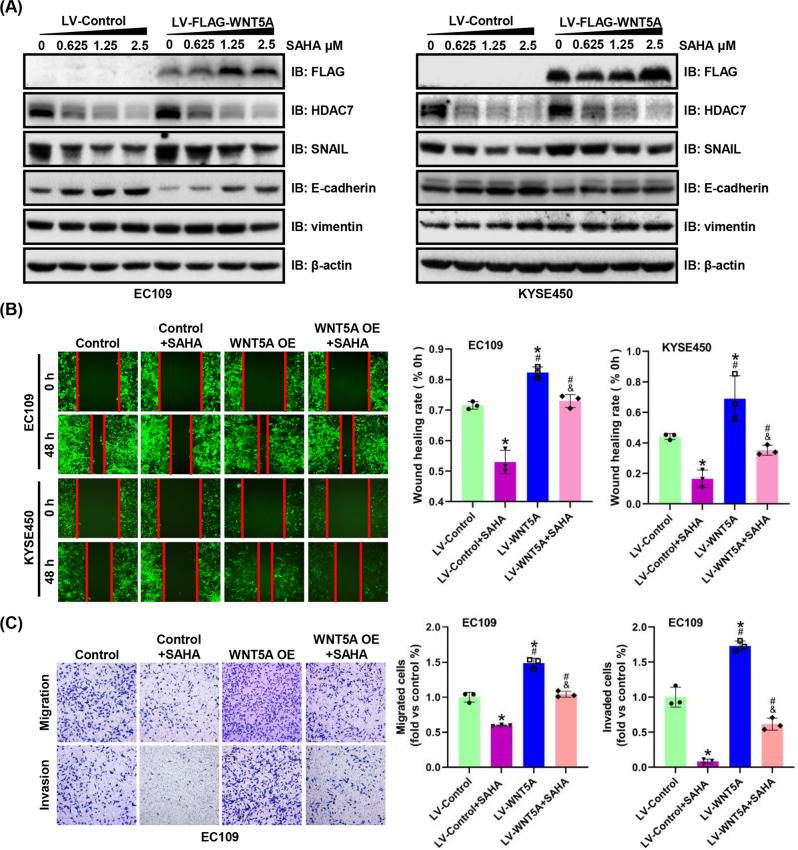 (A)
LV-Control LV-FLAG-WNT5A
0 0.625 1.25 2.5 0 0.625 1.25 2.5 SAHA μM
IB: FLAG
IB: HDAC7
IB: SNAIL
IB: E-cadherin
IB: vimentin
IB: β-actin
EC109
LV-Control LV-FLAG-WNT5A
0 0.625 1.25 2.5 0 0.625 1.25 2.5 SAHA μM
IB: FLAG
IB: HDAC7
IB: SNAIL
IB: E-cadherin
IB: vimentin
IB: β-actin
KYSE450
(B)
Control
Control
+SAHA
WNT5A OE
WNT5A OE
+SAHA
EC109
0 h
48 h
KYSE450
0 h
48 h
EC109
Wound healing rate ( % 0h)
0.9
0.8
0.7
0.6
0.5
0.4
*
*
#
#
&
LV-Control
LV-Control+SAHA
LV-WNT5A
LV-WNT5A+SAHA
KYSE450
Wound healing rate ( % 0h)
1.0
0.8
0.6
0.4
0.2
0.0
*
*
#
#
&
LV-Control
LV-Control+SAHA
LV-WNT5A
LV-WNT5A+SAHA
(C)
Control
Control
+SAHA
WNT5A OE
WNT5A OE
+SAHA
Migration
Invasion
EC109
EC109
Migrated cells
(fold vs control %)
2.0
1.5
1.0
0.5
0.0
*
*
#
#
&
LV-Control
LV-Control+SAHA
LV-WNT5A
LV-WNT5A+SAHA
EC109
Invaded cells
(fold vs control %)
2.0
1.5
1.0
0.5
0.0
*
*
#
#
&
LV-Control
LV-Control+SAHA
LV-WNT5A
LV-WNT5A+SAHA